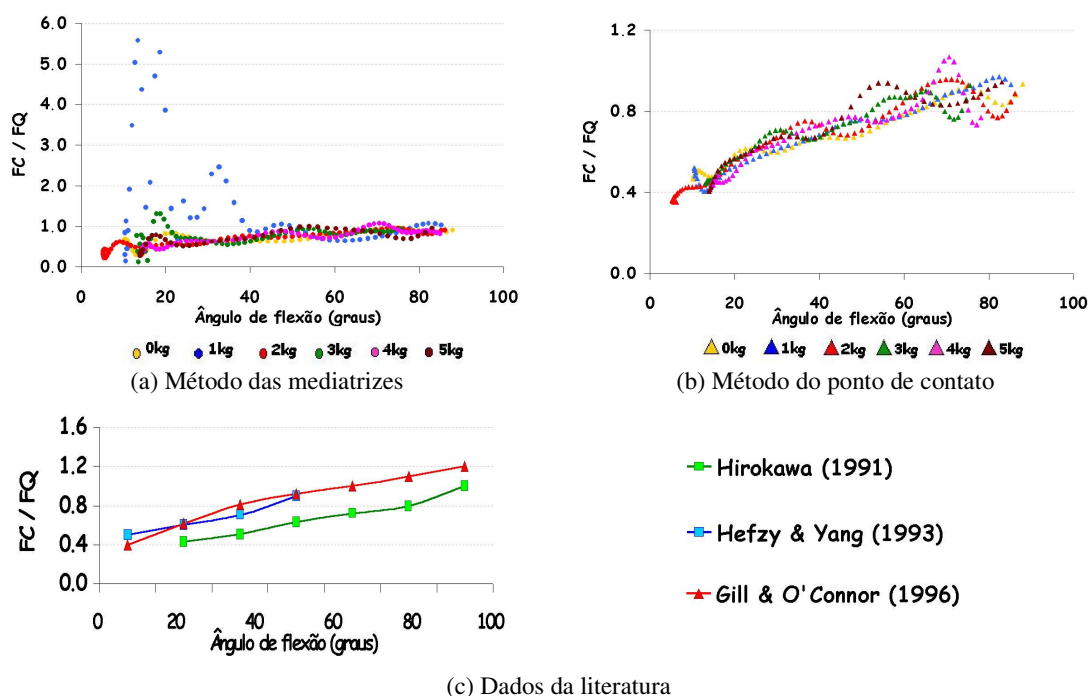 6.0
5.0
4.0
3.0
2.0
1.0
0.0
FC / FQ
0 20 40 60 80 100
Ângulo de flexão (graus)
0kg 1kg 2kg 3kg 4kg 5kg
(a) Método das mediatrizes
1.2
0.8
0.4
0.0
FC / FQ
0 20 40 60 80 100
Ângulo de flexão (graus)
0kg 1kg 2kg 3kg 4kg 5kg
(b) Método do ponto de contato
1.6
1.2
0.8
0.4
0.0
FC / FQ
0 20 40 60 80 100
Ângulo de flexão (graus)
Hirokawa (1991)
Hefzy & Yang (1993)
Gill & O'Connor (1996)
(c) Dados da literatura